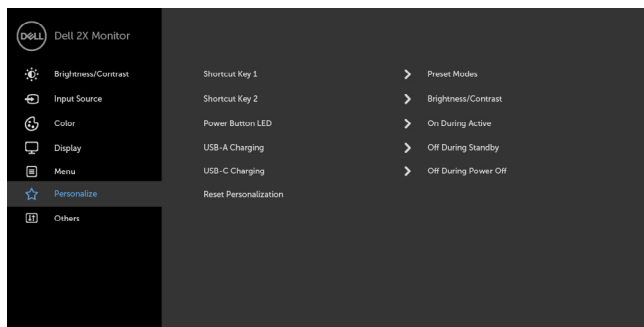 DELL Dell 2X Monitor
Brightness/Contrast
Input Source
Color
Display
Menu
Personalize
Others
Shortcut Key 1 Preset Modes
Shortcut Key 2 Brightness/Contrast
Power Button LED On During Active
USB-A Charging Off During Standby
USB-C Charging Off During Power Off
Reset Personalization